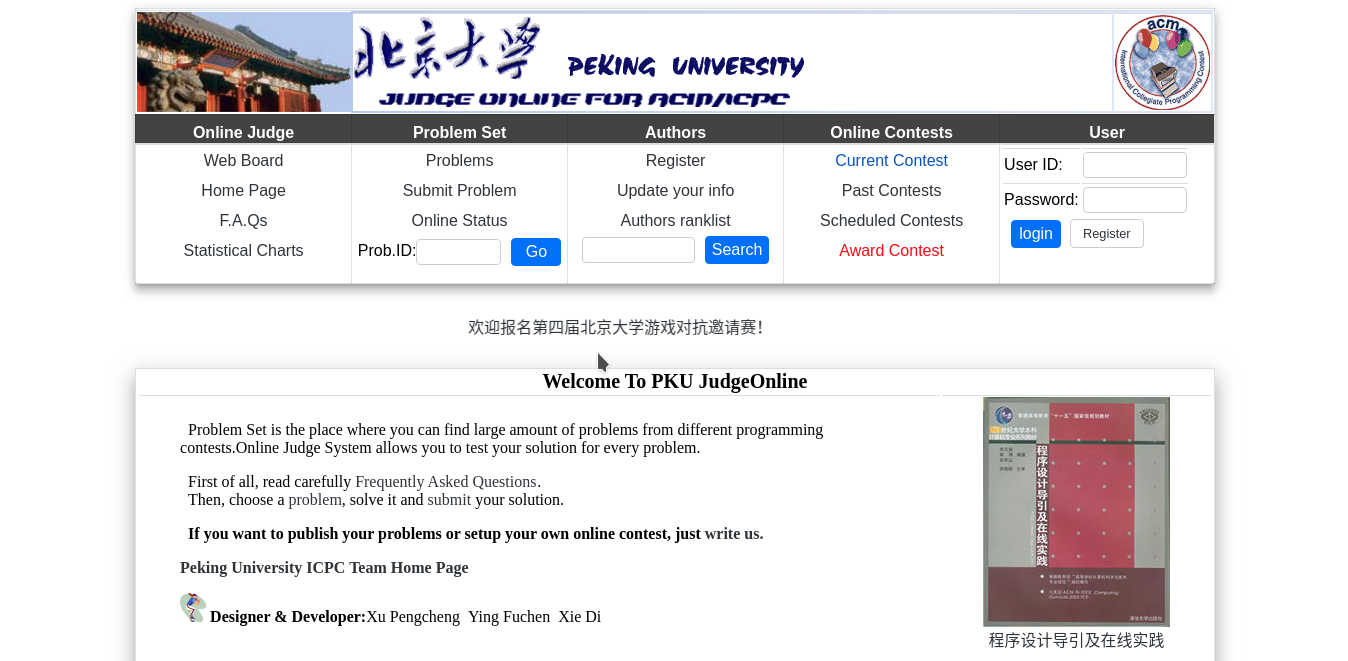 北京大学 PEKING UNIVERSITY
JUDGE ONLINE FOR ACIP/ACPC
acm International Collegiate Programming Contest
Online Judge Problem Set Authors Online Contests User
Web Board Problems Register Current Contest User ID:
Home Page Submit Problem Update your info Past Contests Password:
F.A.Qs Online Status Authors ranklist Scheduled Contests login Register
Statistical Charts Prob.ID: Go Search Award Contest
欢迎报名第四届北京大学游戏对抗邀请赛!
Welcome To PKU JudgeOnline
Problem Set is the place where you can find large amount of problems from different programming
contests.Online Judge System allows you to test your solution for every problem.
First of all, read carefully Frequently Asked Questions.
Then, choose a problem, solve it and submit your solution.
If you want to publish your problems or setup your own online contest, just write us.
Peking University ICPC Team Home Page
Designer & Developer:Xu Pengcheng Ying Fuchen Xie Di
程序设计导引及在线实践
程序设计导引及在线实践